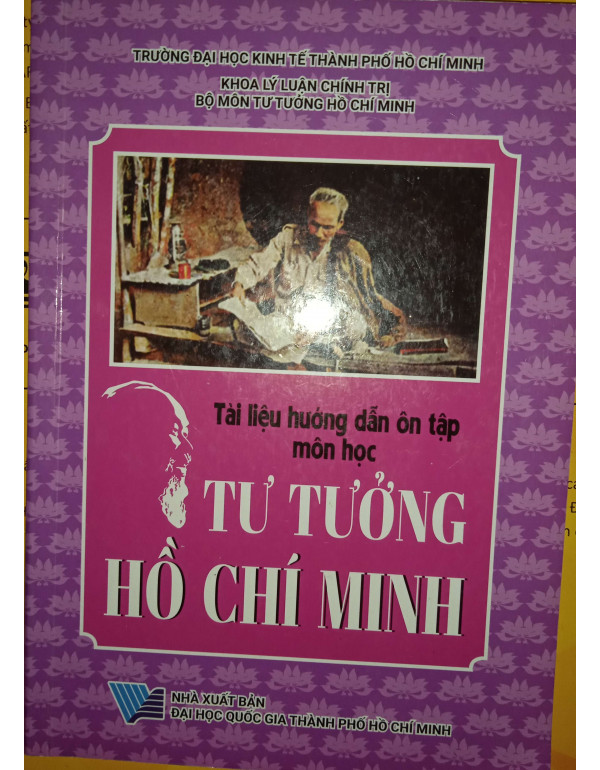 TRƯỜNG ĐẠI HỌC KINH TẾ THÀNH PHỐ HỒ CHÍ MINH
KHOA LÝ LUẬN CHÍNH TRỊ
BỘ MÔN TƯ TƯỞNG HỒ CHÍ MINH
Tài liệu hướng dẫn ôn tập
môn học
TƯ TƯỞNG
HỒ CHÍ MINH
NHÀ XUẤT BẢN
ĐẠI HỌC QUỐC GIA THÀNH PHỐ HỒ CHÍ MINH